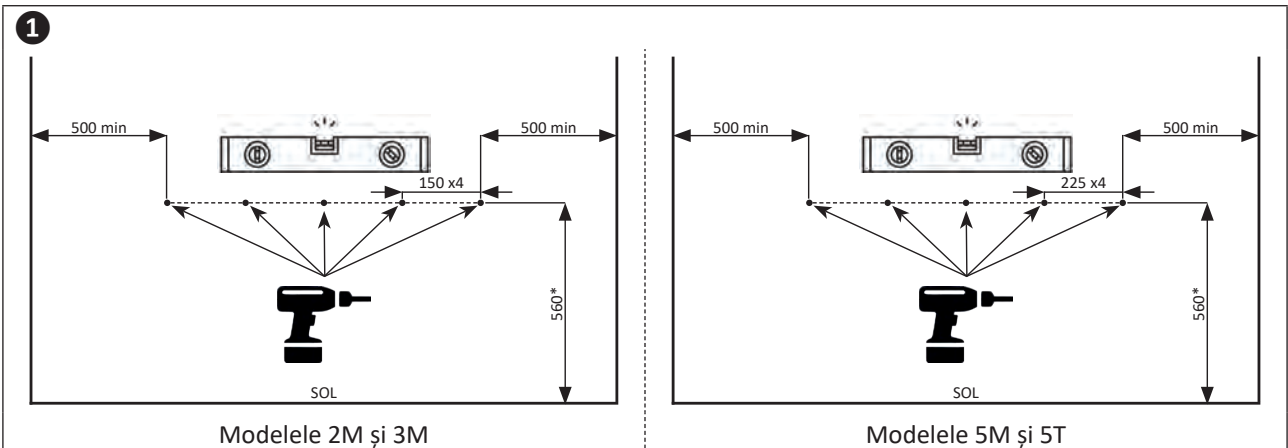 1
500 min
500 min
150 x4
560*
SOL
Modelele 2M și 3M
500 min
500 min
225 x4
560*
SOL
Modelele 5M și 5T